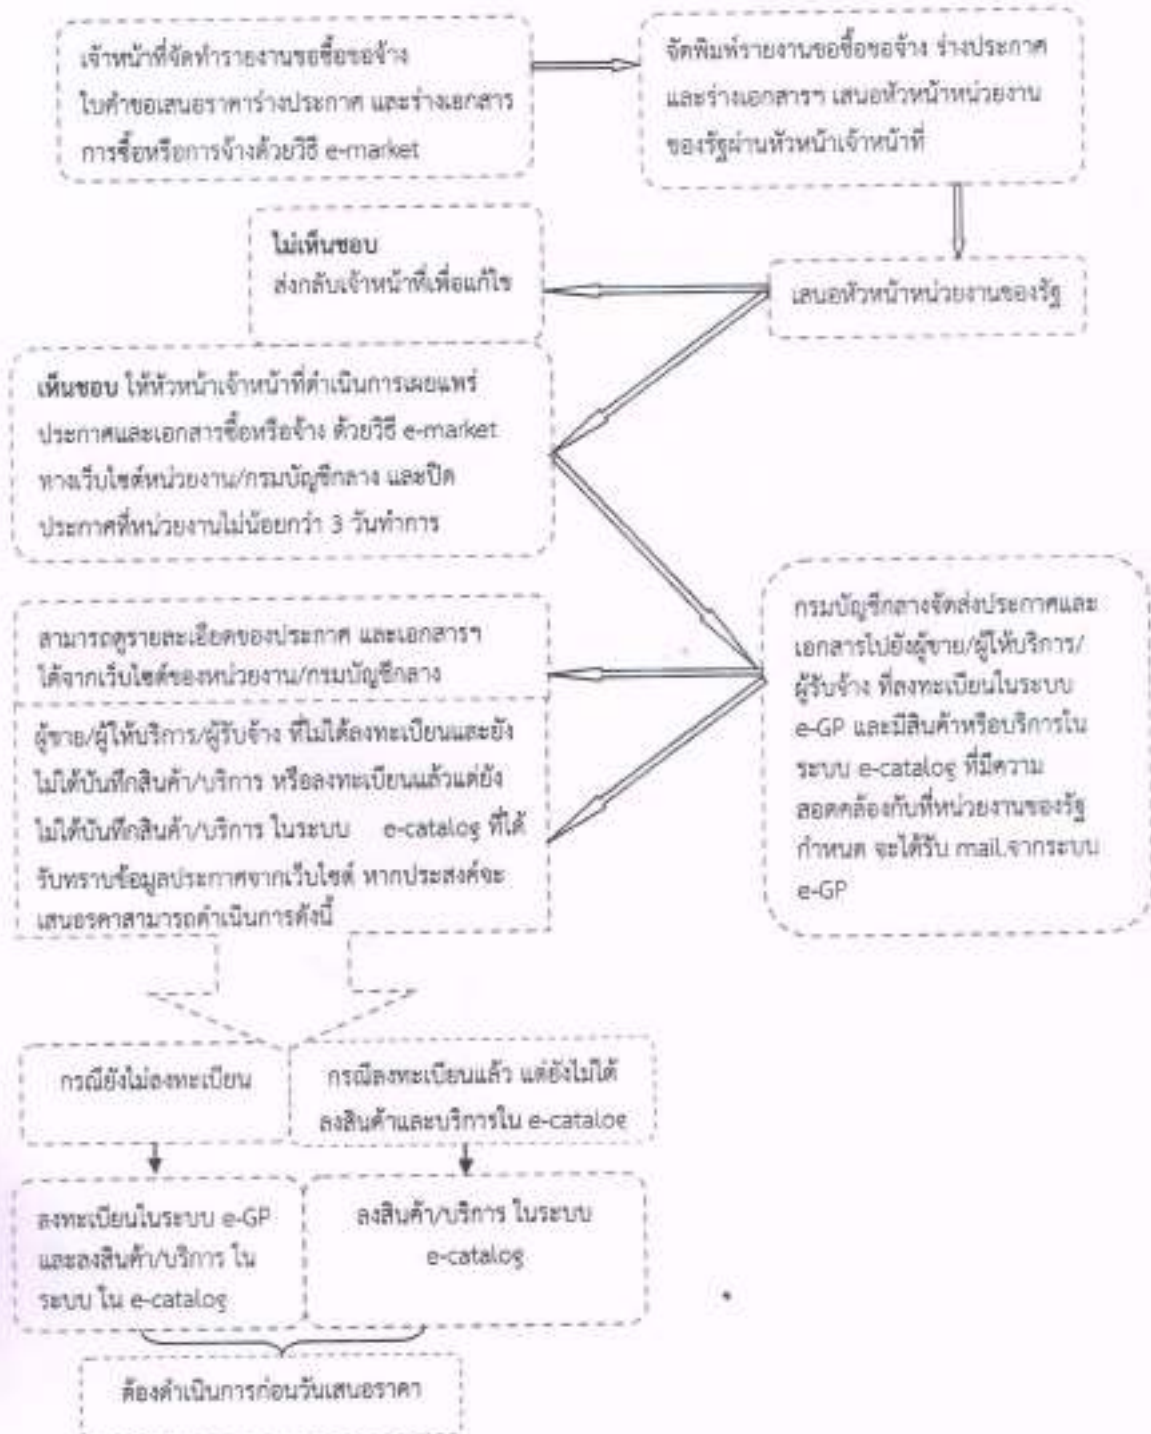 เจ้าหน้าที่จัดทำรายงานขอซื้อขอจ้าง
ใบคำขอเสนอราคาร่างประกาศ และร่างเอกสาร
การซื้อหรือการจ้างด้วยวิธี e-market
จัดพิมพ์รายงานขอซื้อขอจ้าง ร่างประกาศ
และร่างเอกสารฯ เสนอหัวหน้าหน่วยงาน
ของรัฐผ่านหัวหน้าเจ้าหน้าที่
ไม่เห็นชอบ
ส่งกลับเจ้าหน้าที่เพื่อแก้ไข
เสนอหัวหน้าหน่วยงานของรัฐ
เห็นชอบ ให้หัวหน้าเจ้าหน้าที่ดำเนินการเผยแพร่
ประกาศและเอกสารซื้อหรือจ้าง ด้วยวิธี e-market
ทางเว็บไซต์หน่วยงาน/กรมบัญชีกลาง และปิด
ประกาศที่หน่วยงานไม่น้อยกว่า 3 วันทำการ
กรมบัญชีกลางจัดส่งประกาศและ
เอกสารไปยังผู้ขาย/ผู้ให้บริการ/
ผู้รับจ้าง ที่ลงทะเบียนในระบบ
e-GP และมีสินค้าหรือบริการใน
ระบบ e-catalog ที่มีความ
สอดคล้องกับที่หน่วยงานของรัฐ
กำหนด จะได้รับ mail.จากระบบ
e-GP
สามารถดูรายละเอียดของประกาศ และเอกสารฯ
ได้จากเว็บไซต์ของหน่วยงาน/กรมบัญชีกลาง
ผู้ขาย/ผู้ให้บริการ/ผู้รับจ้าง ที่ไม่ได้ลงทะเบียนและยัง
ไม่ได้บันทึกสินค้า/บริการ หรือลงทะเบียนแล้วแต่ยัง
ไม่ได้บันทึกสินค้า/บริการ ในระบบ e-catalog ที่ได้
รับทราบข้อมูลประกาศจากเว็บไซต์ หากประสงค์จะ
เสนอรคาสามารถดำเนินการดังนี้
กรณียังไม่ลงทะเบียน
กรณีลงทะเบียนแล้ว แต่ยังไม่ได้
ลงสินค้าและบริการใน e-catalog
ลงทะเบียนในระบบ e-GP
และลงสินค้า/บริการ ใน
ระบบ ใน e-catalog
ลงสินค้า/บริการ ในระบบ
e-catalog
ต้องดำเนินการก่อนวันเสนอราคา